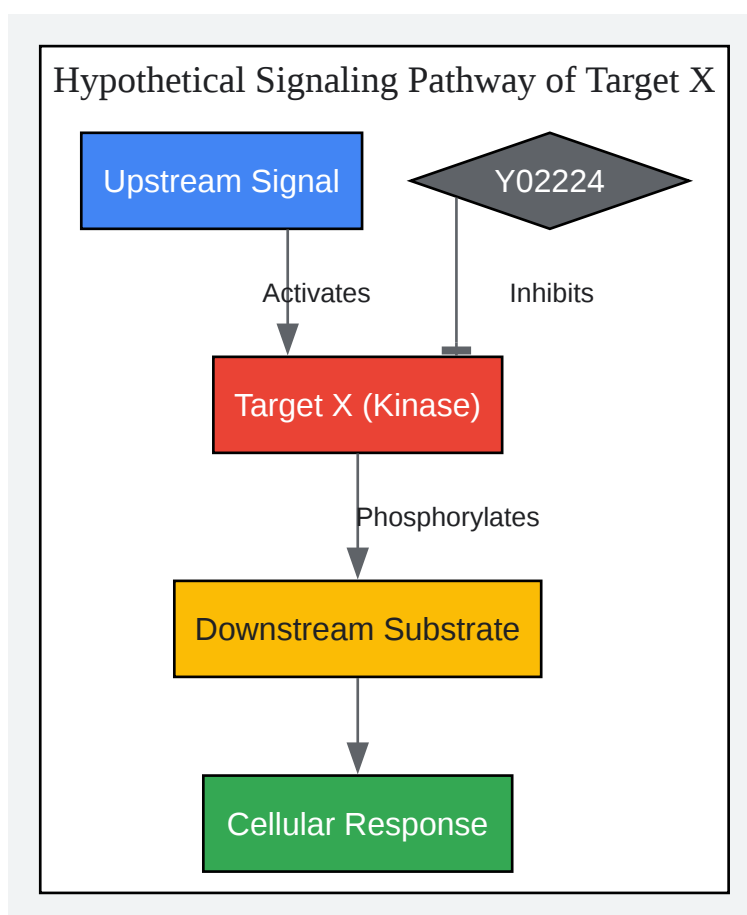 Hypothetical Signaling Pathway of Target X
Upstream Signal
Y02224
Activates
Inhibits
Target X (Kinase)
Phosphorylates
Downstream Substrate
Cellular Response